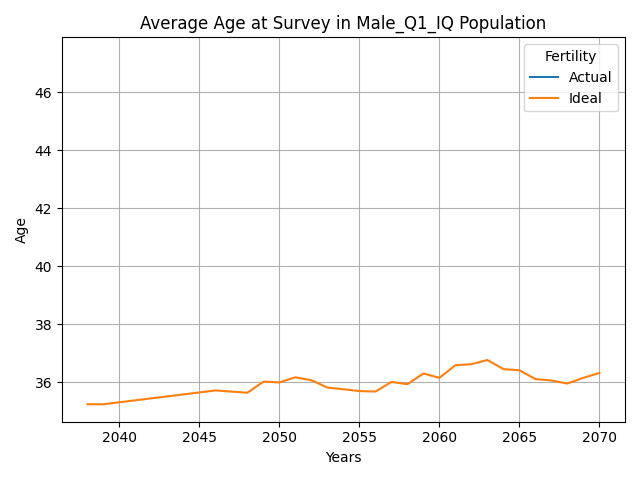 Average Age at Survey in Male_Q1_IQ Population
Fertility
Actual
Ideal
46
44
42
40
38
36
Age
2040 2045 2050 2055 2060 2065 2070
Years